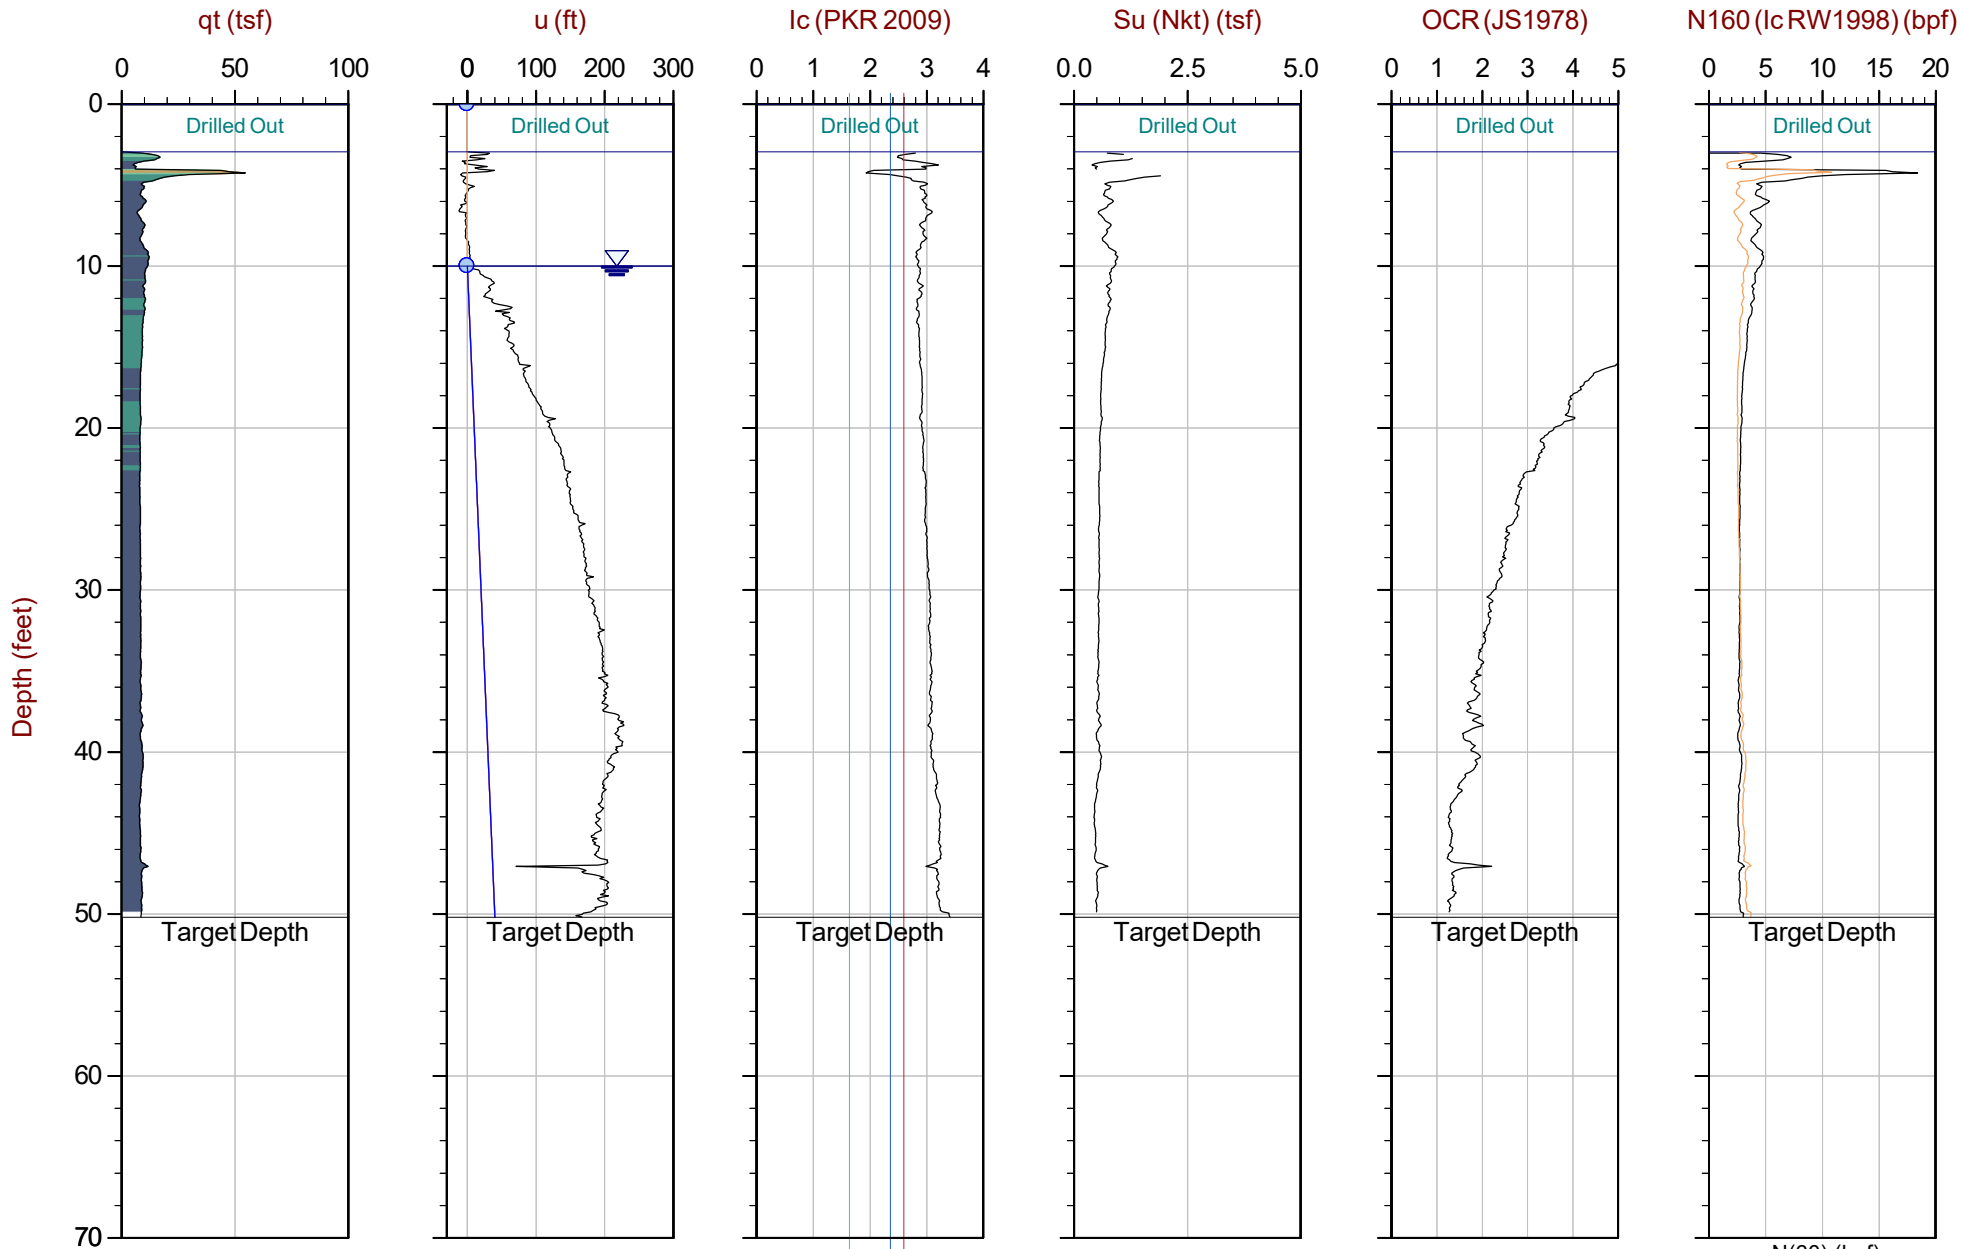 qt (tsf) u (ft) Ic (PKR 2009) Su (Nkt) (tsf) OCR (JS1978) N160 (Ic RW1998) (bpf)
0 50 100 0 100 200 300 0 1 2 3 4 0.0 2.5 5.0 0 1 2 3 4 5 0 5 10 15 20
0
Drilled Out Drilled Out Drilled Out Drilled Out Drilled Out Drilled Out
10
20
30
Depth (feet)
40
50
Target Depth Target Depth Target Depth Target Depth Target Depth Target Depth
60
70